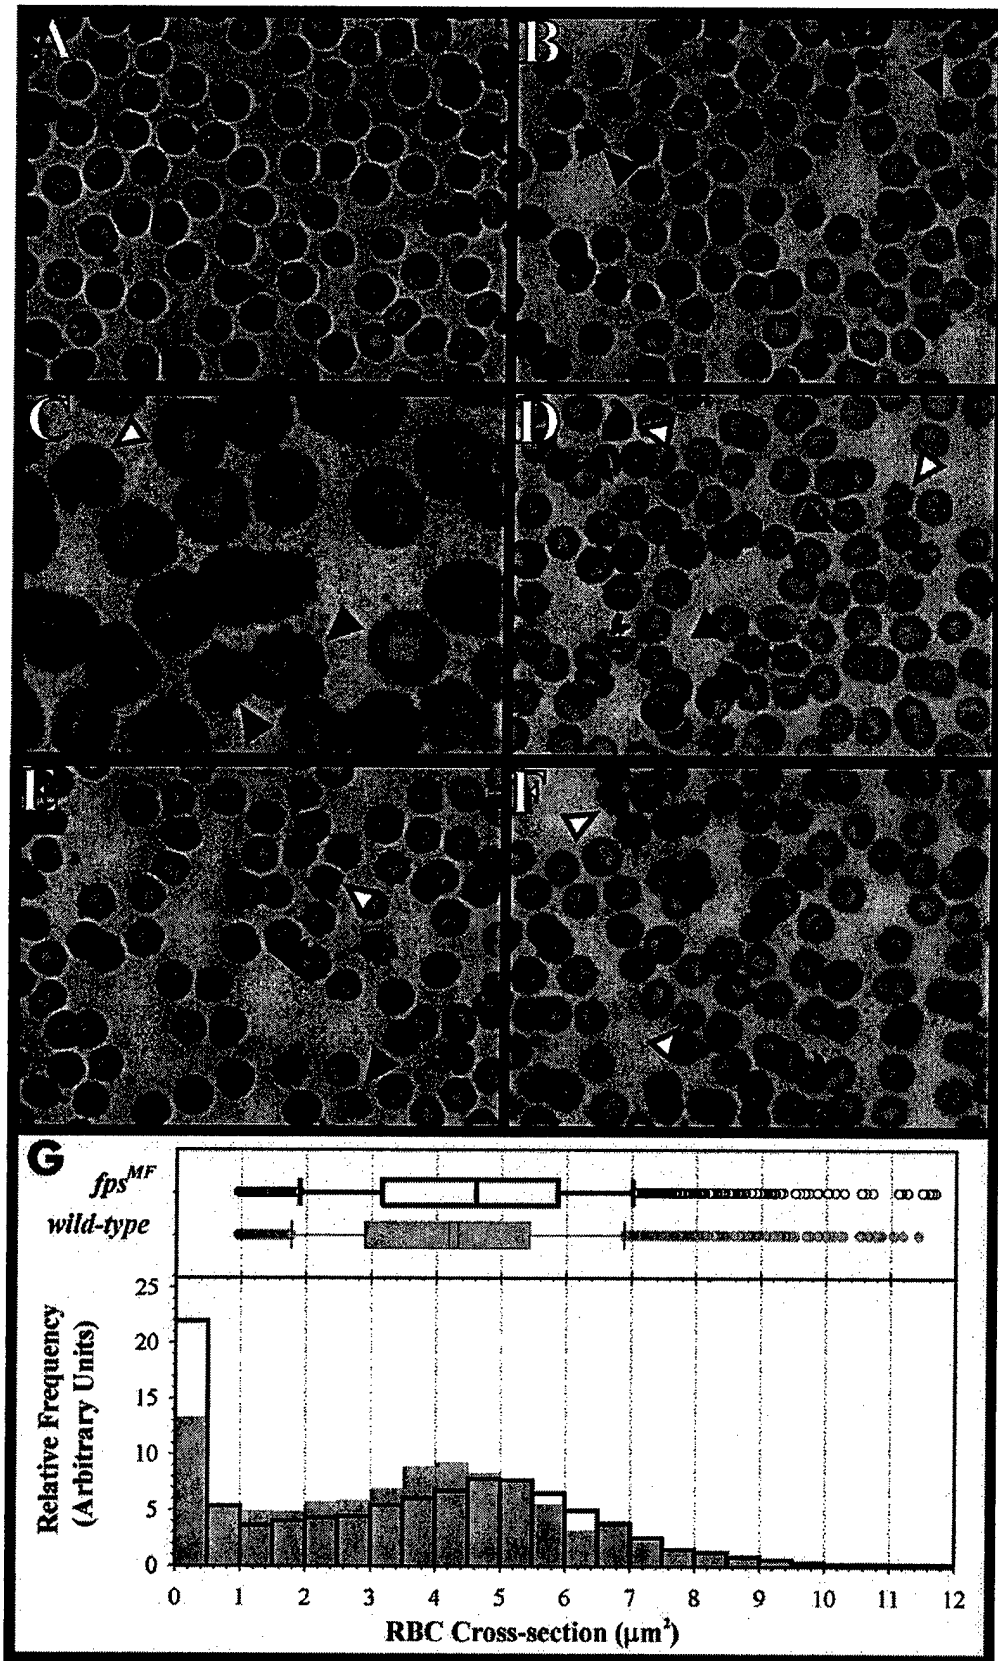 A
B
C
D
E
F
G
fps^MF
wild-type
25
20
15
10
5
0
Relative Frequency
(Arbitrary Units)
0 1 2 3 4 5 6 7 8 9 10 11 12
RBC Cross-section (µm²)